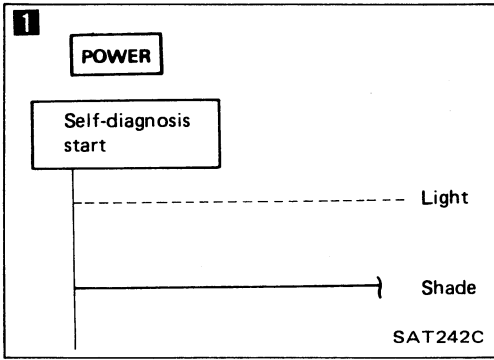 1
POWER
Self-diagnosis
start
Light
Shade
SAT242C